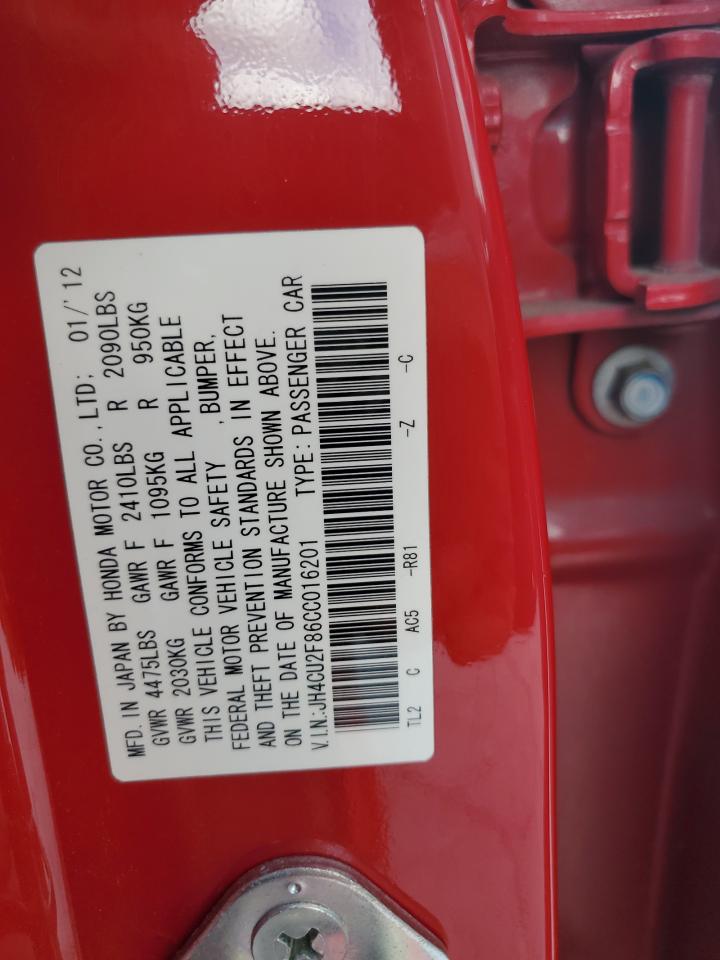 MFD. IN JAPAN BY HONDA MOTOR CO., LTD; 01/'12
GVWR 4475LBS GAWR F 2410LBS R 2090LBS
GVWR 2030KG GAWR F 1095KG R 950KG
THIS VEHICLE CONFORMS TO ALL APPLICABLE
FEDERAL MOTOR VEHICLE SAFETY ,BUMPER,
AND THEFT PREVENTION STANDARDS IN EFFECT
ON THE DATE OF MANUFACTURE SHOWN ABOVE.
V.I.N.:JH4CU2F86CC016201 TYPE:PASSENGER CAR
TL2 C AC5 -R81 -Z -C